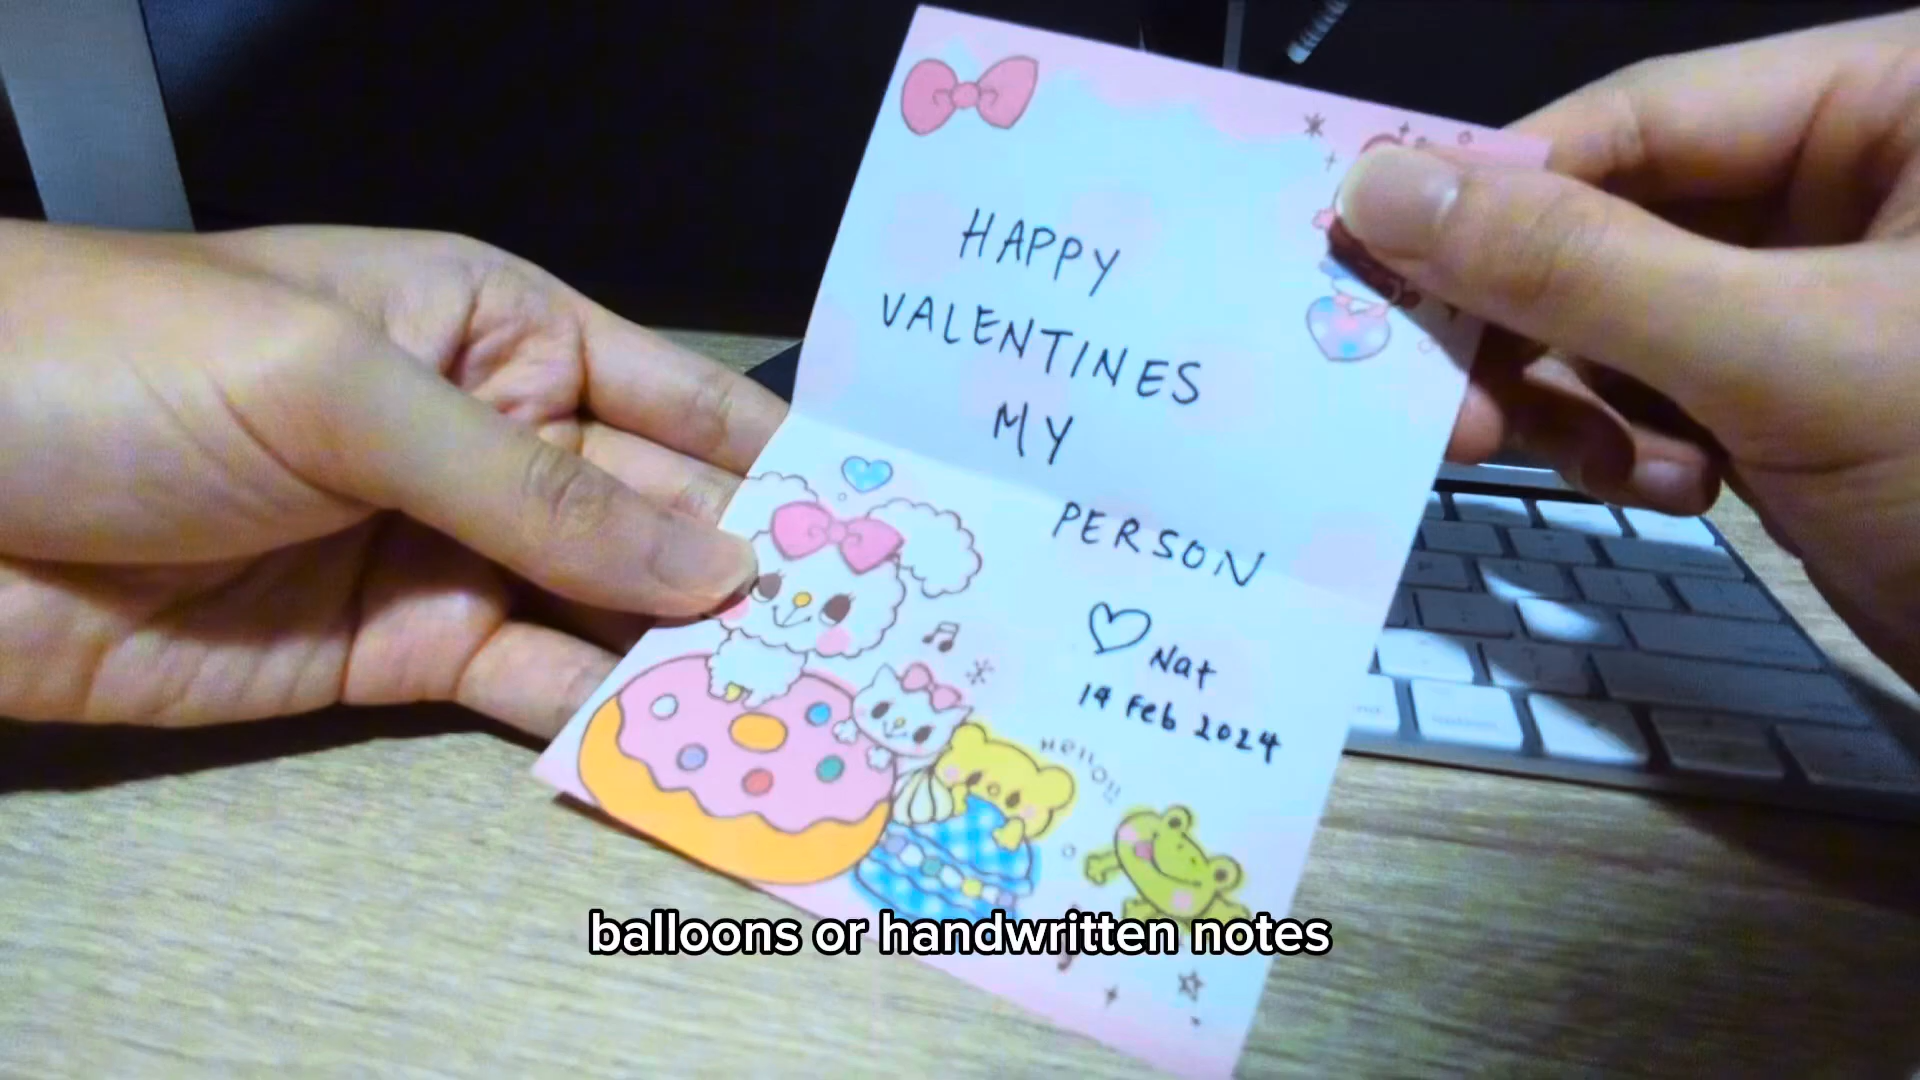 HAPPY
VALENTINES
MY
PERSON
Nat
14 Feb 2024
Hello!!
balloons or handwritten notes